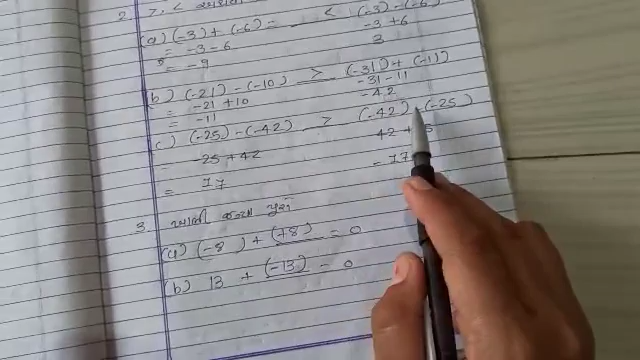 2. >, <
(a) (-3) + (-6) = < (-3) - (-6)
= -3 - 6 -3 + 6
= -9 3
(b) (-21) - (-10) > (-31) + (-11)
= -21 + 10 -31 - 11
= -11 -42
(c) (-25) - (-42) > (-42) - (-25)
-25 + 42 42 +
= 17 - 17
3. ખાલી જગ્યા પુરો
(a) (-8) + (+8) = 0
(b) 13 + (-13) = 0